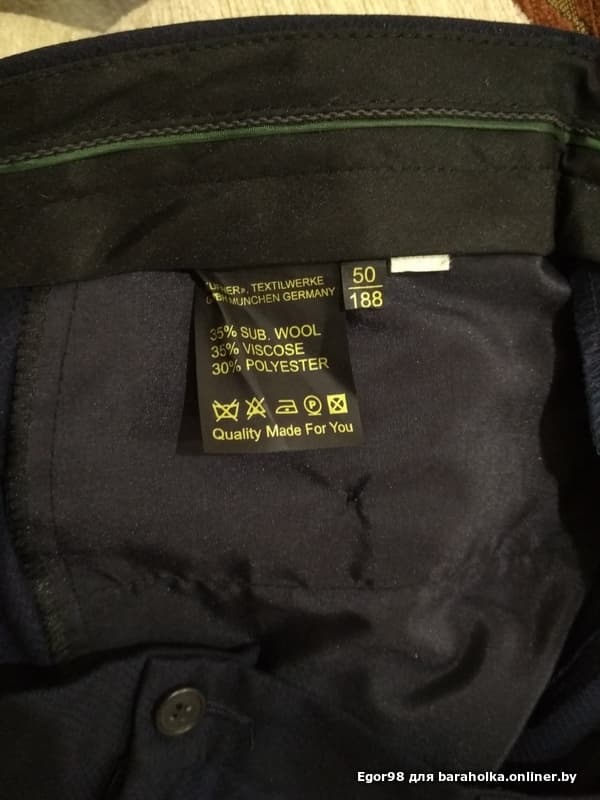 TEXTILWERKE
MUNCHEN GERMANY
50
188
35% SUB. WOOL
35% VISCOSE
30% POLYESTER
P
Quality Made For You
Egor98 для baraholka.onliner.by